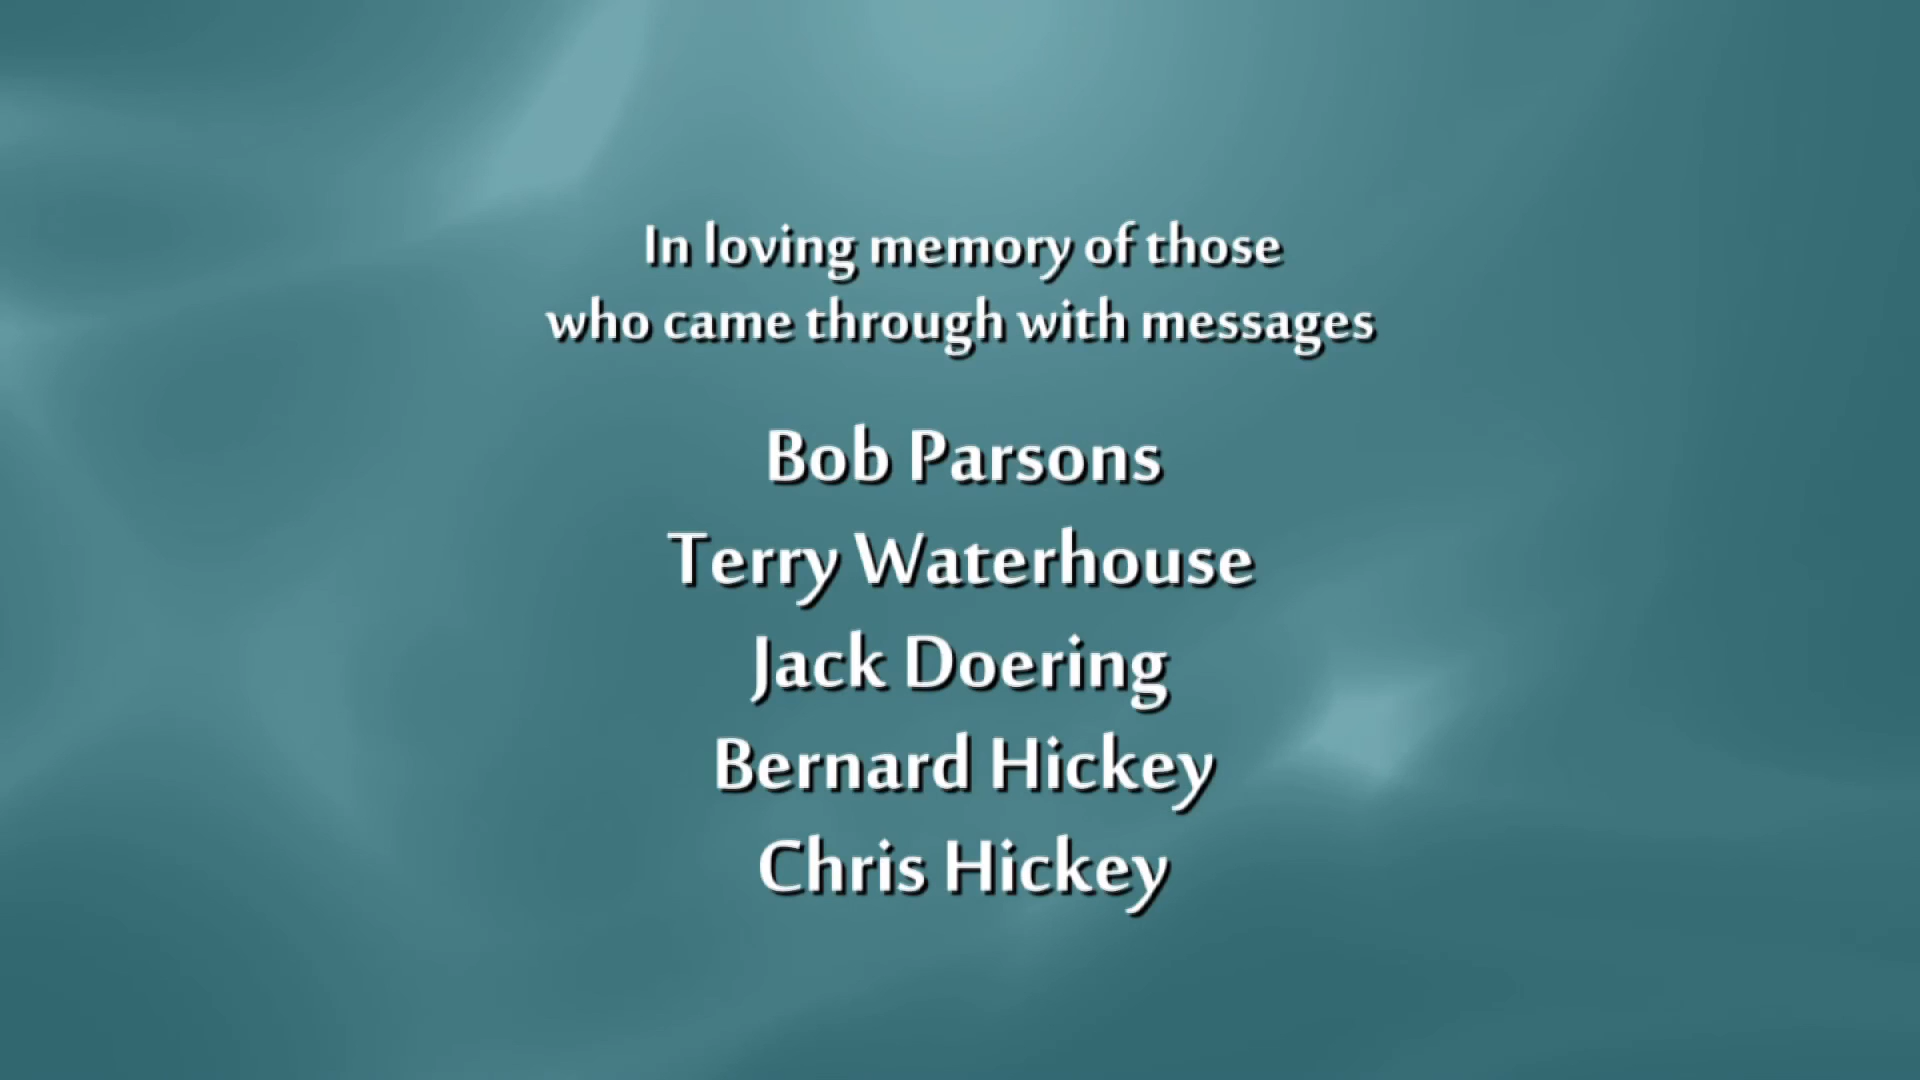 In loving memory of those
who came through with messages
Bob Parsons
Terry Waterhouse
Jack Doering
Bernard Hickey
Chris Hickey